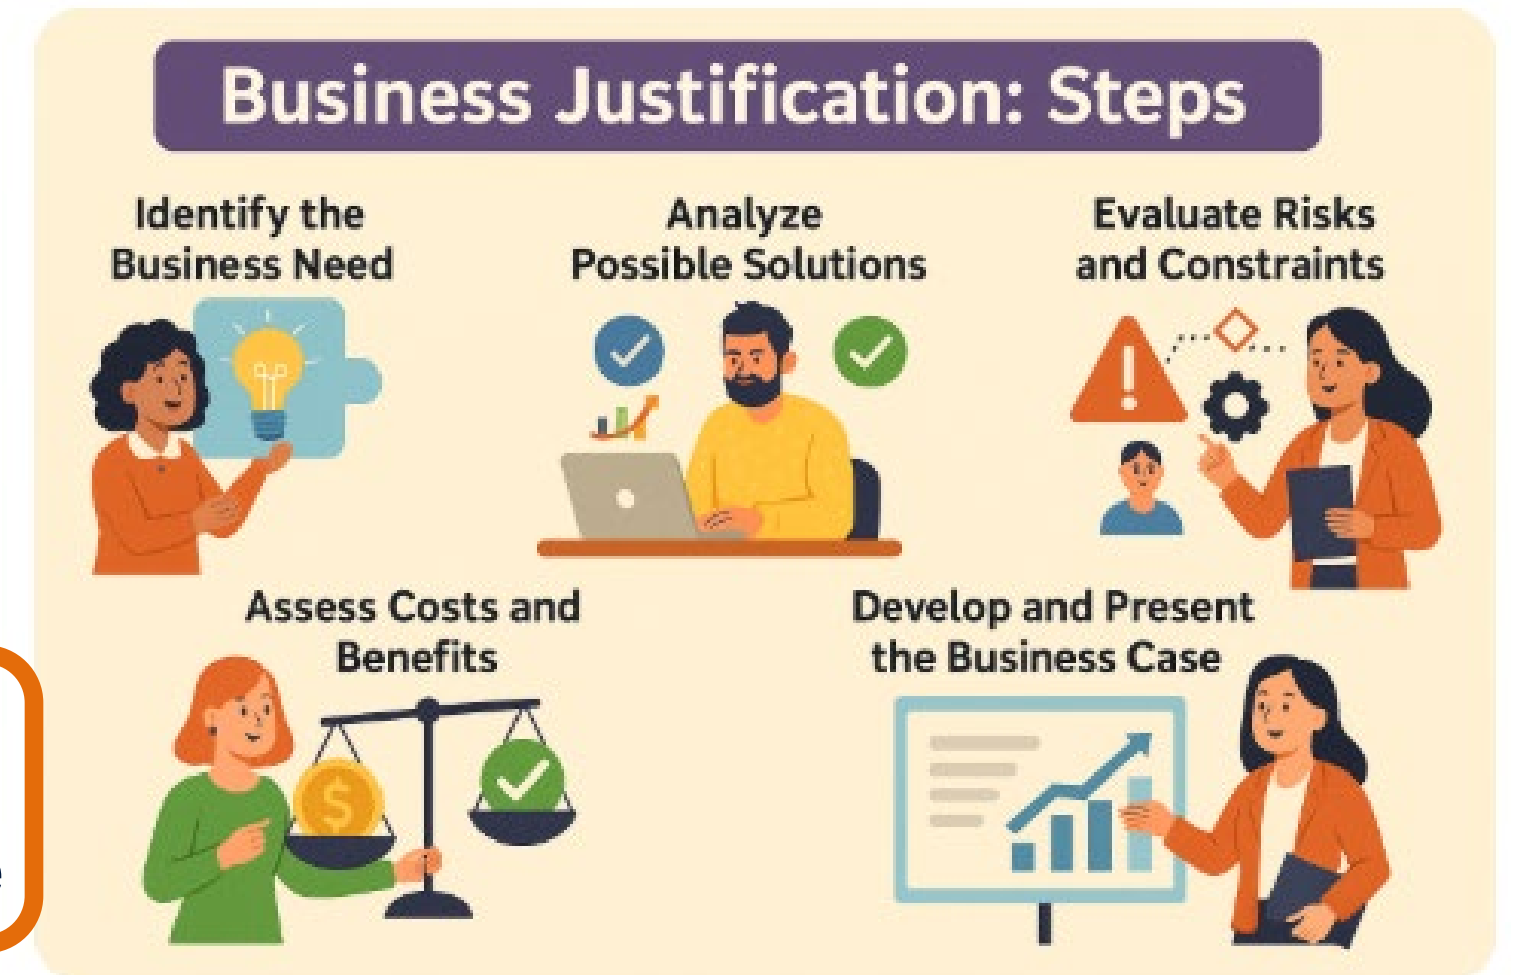 Business Justification: Steps
Identify the
Business Need
Analyze
Possible Solutions
Evaluate Risks
and Constraints
Assess Costs and
Benefits
$
Develop and Present
the Business Case